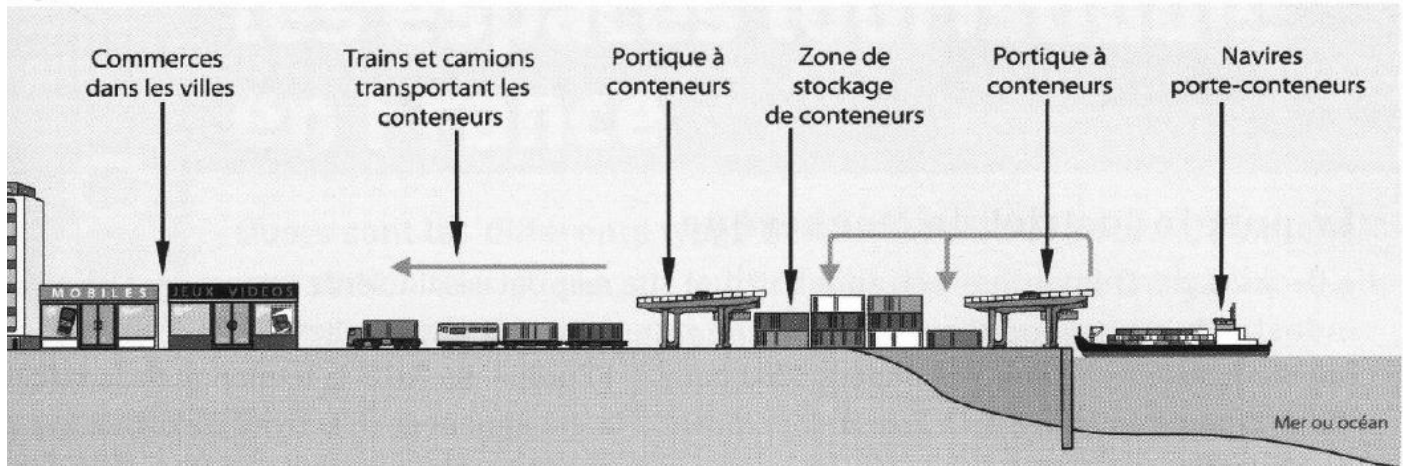 Commerces
dans les villes
Trains et camions
transportant les
conteneurs
Portique à
conteneurs
Zone de
stockage
de conteneurs
Portique à
conteneurs
Navires
porte-conteneurs
MOBILES
JEUX VIDÉOS
Mer ou océan